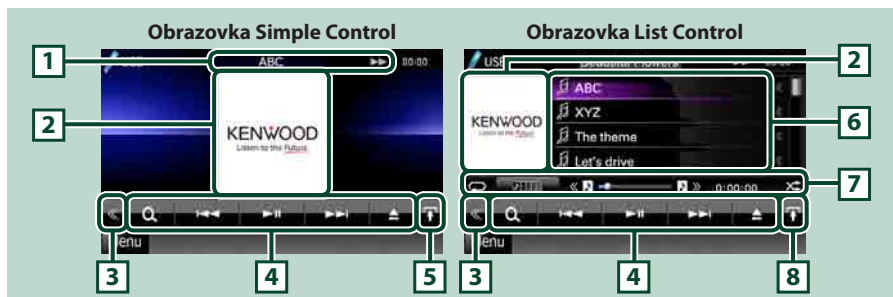 Obrazovka Simple Control
Obrazovka List Control
1
USB
ABC
00:00
2
KENWOOD
Listen to the Future
3
4
5
Menu
USB
Beautiful Flowers
2
ABC
XYZ
The theme
Let's drive
KENWOOD
Listen to the Future
6
0:00:00
7
3
4
8
Menu